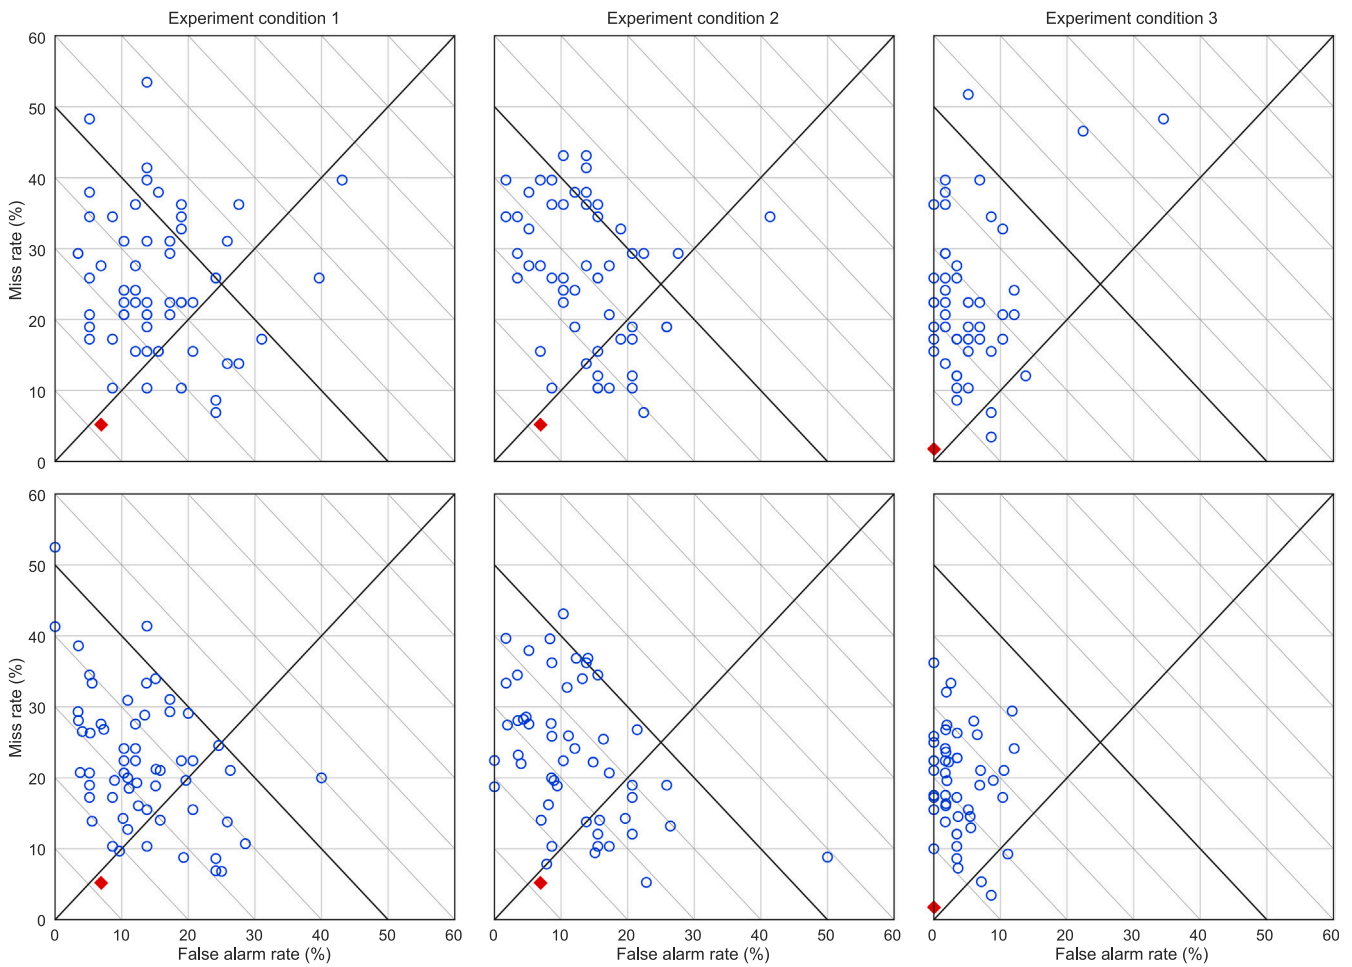 Experiment condition 1
Experiment condition 2
Experiment condition 3
60
50
40
30
20
10
0
Miss rate (%)
60
50
40
30
20
10
0
Miss rate (%)
0 10 20 30 40 50 60
0 10 20 30 40 50 60
0 10 20 30 40 50 60
False alarm rate (%)
False alarm rate (%)
False alarm rate (%)